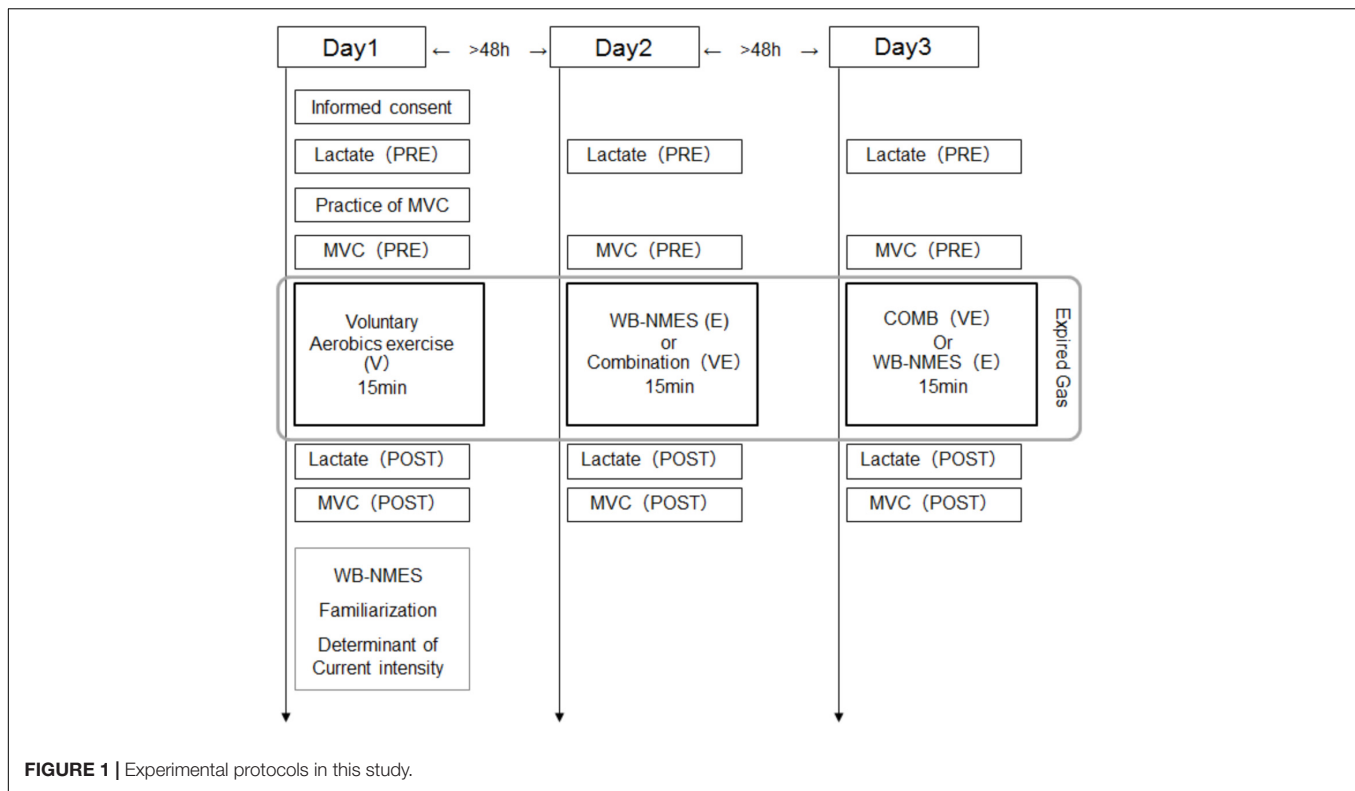 Day1 ← >48h → Day2 ← >48h → Day3
Informed consent
Lactate（PRE） Lactate（PRE） Lactate（PRE）
Practice of MVC
MVC（PRE） MVC（PRE） MVC（PRE）
Voluntary
Aerobics exercise
(V)
15min
WB-NMES (E)
or
Combination (VE)
15min
COMB（VE）
Or
WB-NMES（E）
15min
Expired Gas
Lactate（POST） Lactate（POST） Lactate（POST）
MVC（POST） MVC（POST） MVC（POST）
WB-NMES
Familiarization
Determinant of
Current intensity
FIGURE 1 | Experimental protocols in this study.